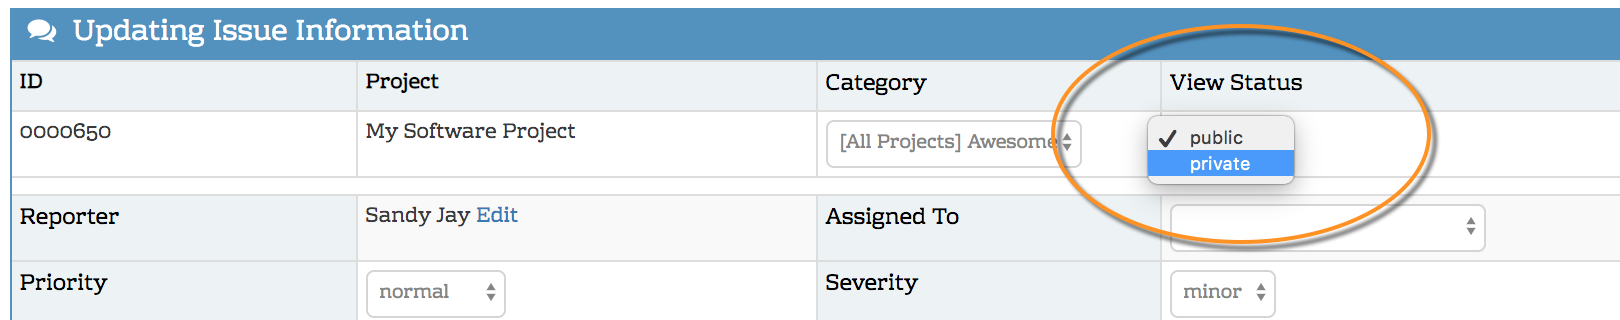 Updating Issue Information
ID Project Category View Status
0000650 My Software Project [All Projects] Awesome public
private
Reporter Sandy Jay Edit Assigned To
Priority normal Severity minor